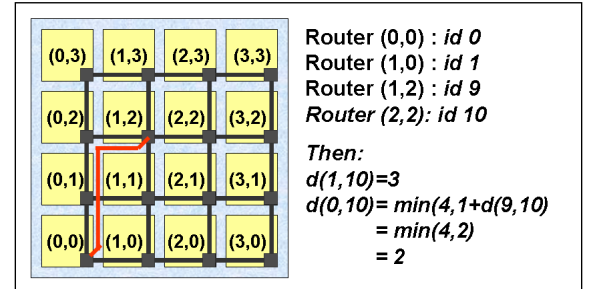 (0,3) (1,3) (2,3) (3,3)
(0,2) (1,2) (2,2) (3,2)
(0,1) (1,1) (2,1) (3,1)
(0,0) (1,0) (2,0) (3,0)
Router (0,0) : id 0
Router (1,0) : id 1
Router (1,2) : id 9
Router (2,2): id 10
Then:
d(1,10)=3
d(0,10)= min(4,1+d(9,10)
= min(4,2)
= 2